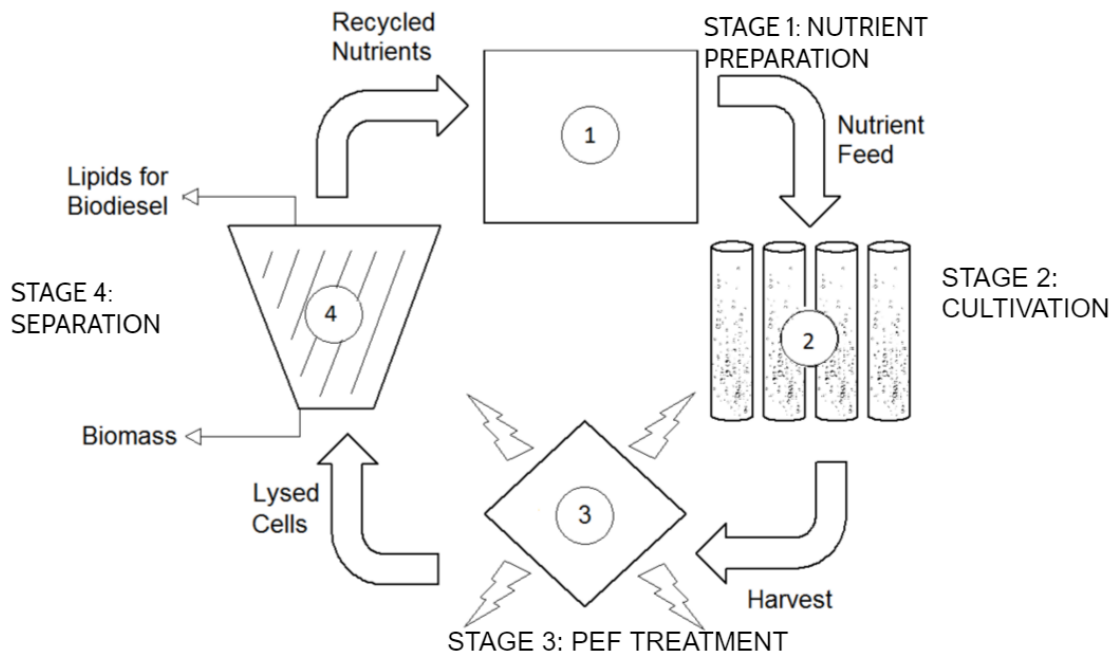 Recycled
Nutrients
STAGE 1: NUTRIENT
PREPARATION
1
Nutrient
Feed
Lipids for
Biodiesel
STAGE 4:
SEPARATION
4
STAGE 2:
CULTIVATION
2
Biomass
Lysed
Cells
3
Harvest
STAGE 3: PEF TREATMENT